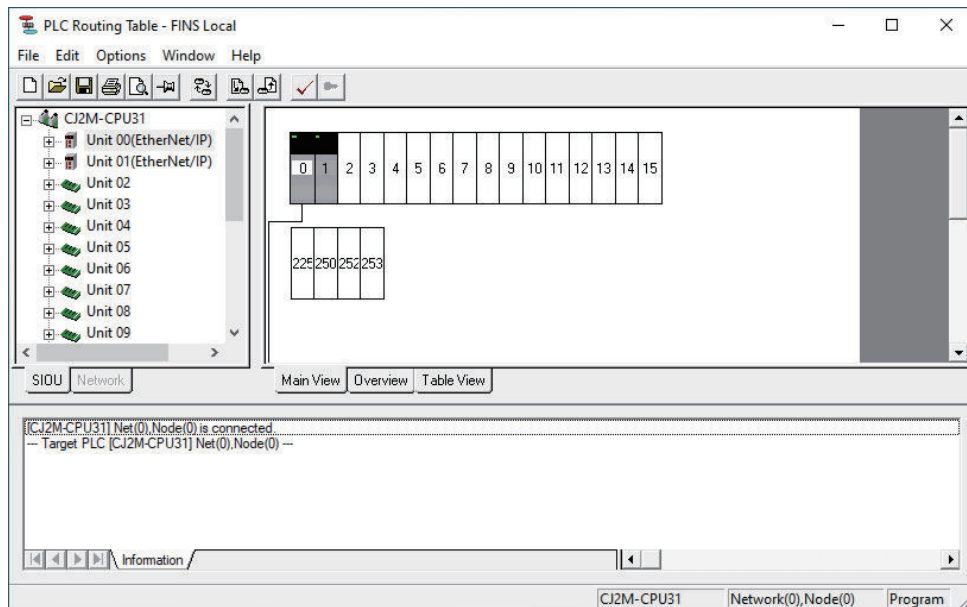 PLC Routing Table - FINS Local
File Edit Options Window Help
CJ2M-CPU31
Unit 00(EtherNet/IP)
Unit 01(EtherNet/IP)
Unit 02
Unit 03
Unit 04
Unit 05
Unit 06
Unit 07
Unit 08
Unit 09
SIOU Network
0 1 2 3 4 5 6 7 8 9 10 11 12 13 14 15
225 250 252 253
Main View Overview Table View
[CJ2M-CPU31] Net(0),Node(0) is connected.
--- Target PLC [CJ2M-CPU31] Net(0),Node(0) ---
Information
CJ2M-CPU31 Network(0),Node(0) Program